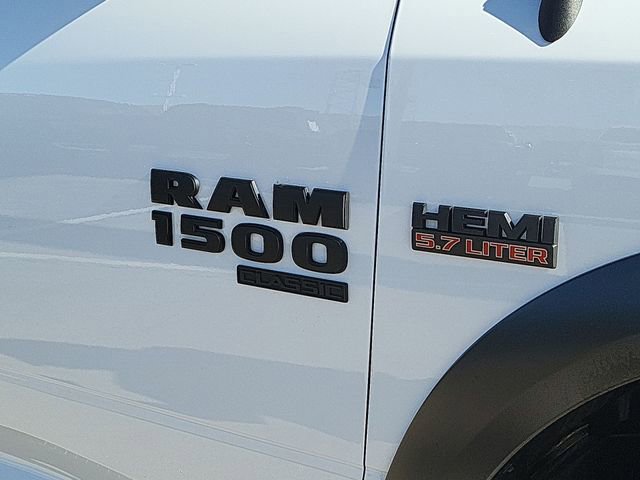 RAM
1500
CLASSIC
HEMI
5.7 LITER